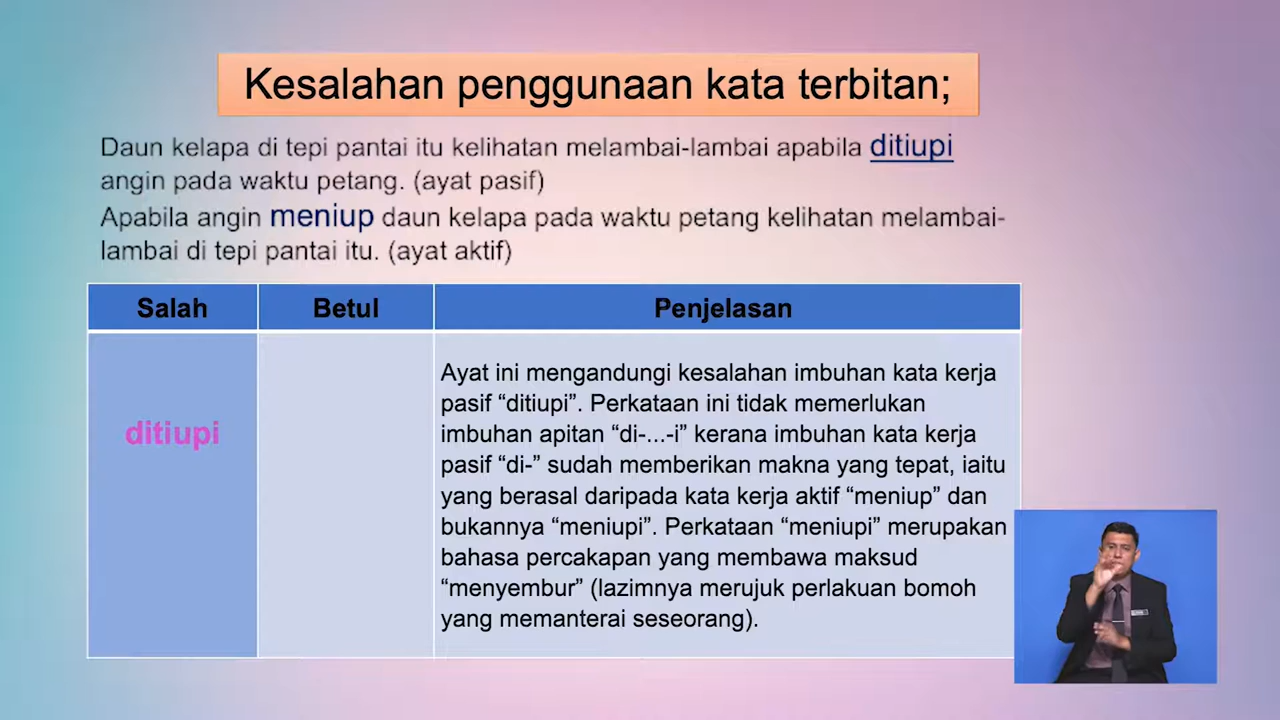 Kesalahan penggunaan kata terbitan;
Daun kelapa di tepi pantai itu kelihatan melambai-lambai apabila ditiupi
angin pada waktu petang. (ayat pasif)
Apabila angin meniup daun kelapa pada waktu petang kelihatan melambai-
lambai di tepi pantai itu. (ayat aktif)
Salah Betul Penjelasan
ditiupi
Ayat ini mengandungi kesalahan imbuhan kata kerja
pasif “ditiupi”. Perkataan ini tidak memerlukan
imbuhan apitan “di-...-i” kerana imbuhan kata kerja
pasif “di-” sudah memberikan makna yang tepat, iaitu
yang berasal daripada kata kerja aktif “meniup” dan
bukannya “meniupi”. Perkataan “meniupi” merupakan
bahasa percakapan yang membawa maksud
“menyembur” (lazimnya merujuk perlakuan bomoh
yang memanterai seseorang).